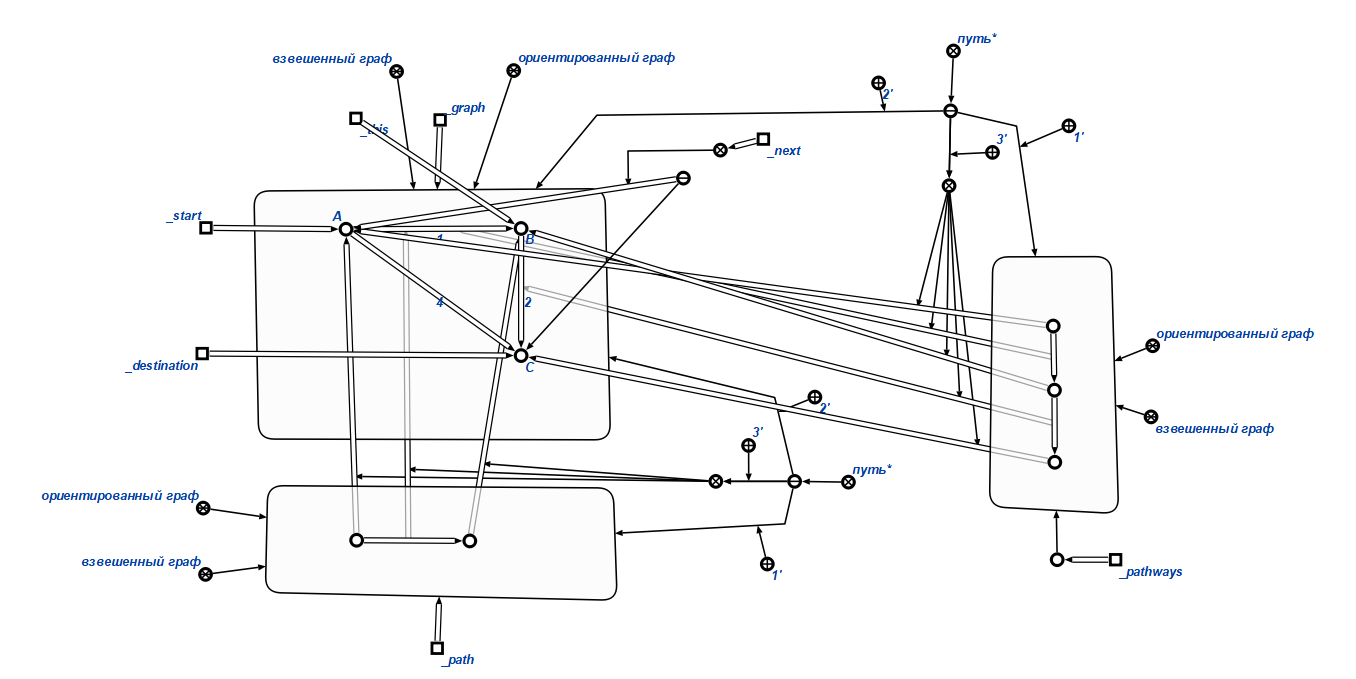 путь*
взвешенный граф
ориентированный граф
2'
_graph
_this
1'
3'
_next
_start
A
1
B
4
2
ориентированный граф
_destination
C
2'
взвешенный граф
3'
путь*
ориентированный граф
взвешенный граф
1'
_pathways
_path